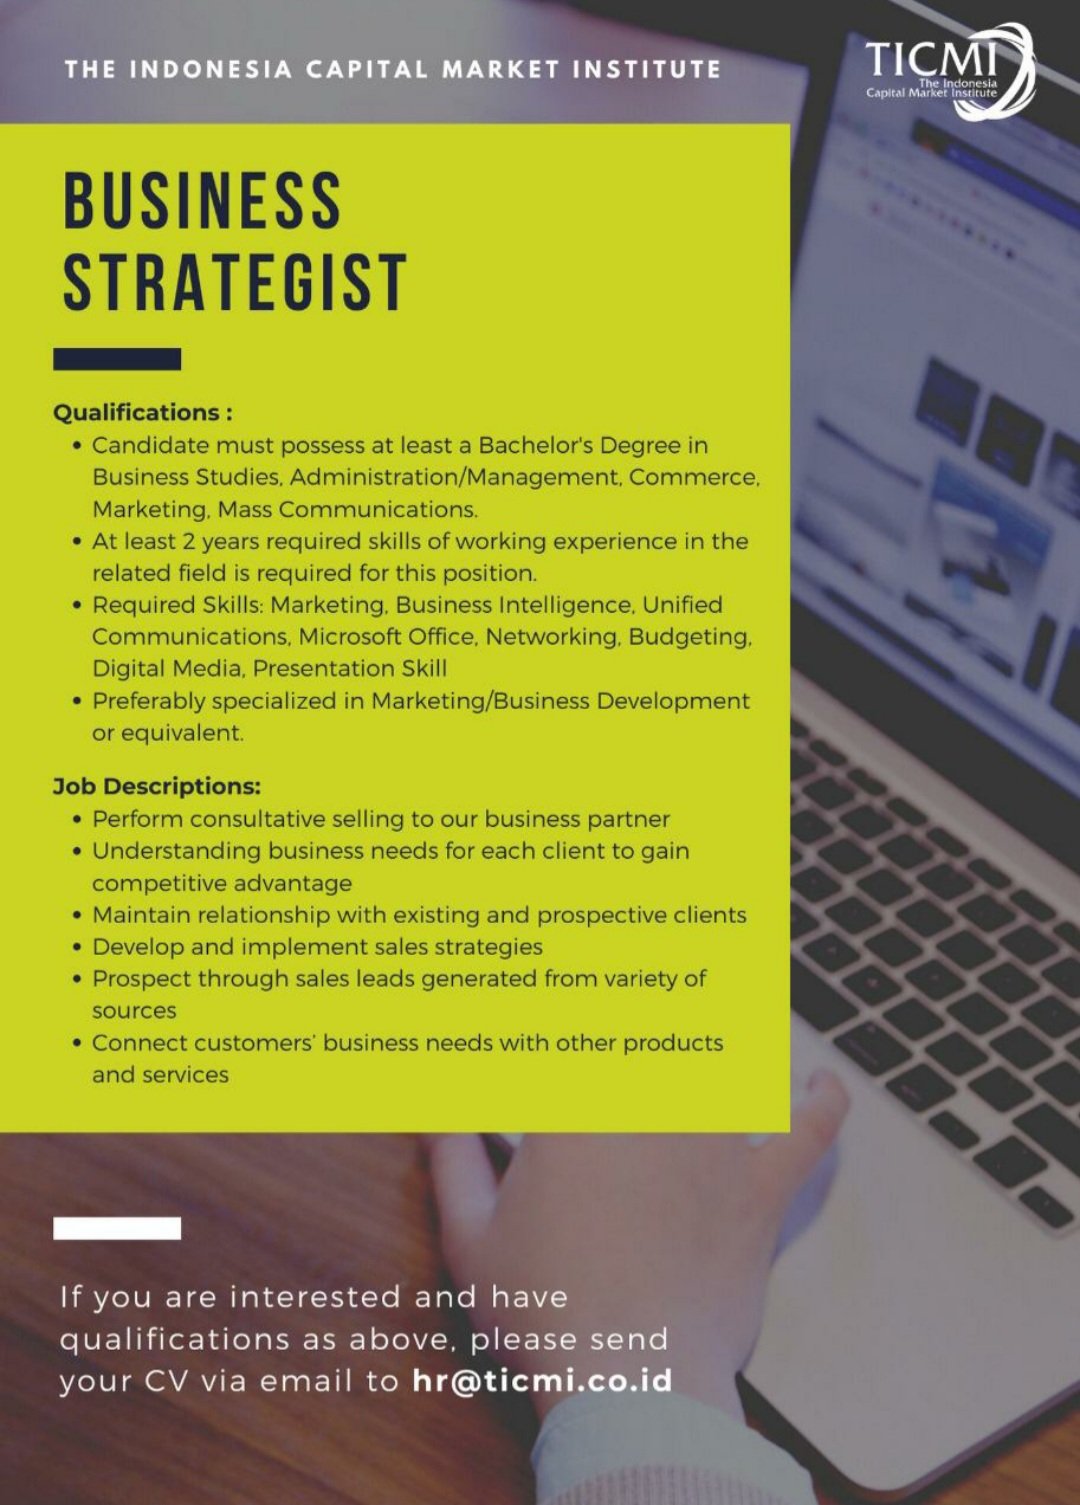 THE INDONESIA CAPITAL MARKET INSTITUTE
TICMI
The Indonesia
Capital Market Institute
BUSINESS
STRATEGIST
Qualifications :
• Candidate must possess at least a Bachelor's Degree in
Business Studies, Administration/Management, Commerce,
Marketing, Mass Communications.
• At least 2 years required skills of working experience in the
related field is required for this position.
• Required Skills: Marketing, Business Intelligence, Unified
Communications, Microsoft Office, Networking, Budgeting,
Digital Media, Presentation Skill
• Preferably specialized in Marketing/Business Development
or equivalent.
Job Descriptions:
• Perform consultative selling to our business partner
• Understanding business needs for each client to gain
competitive advantage
• Maintain relationship with existing and prospective clients
• Develop and implement sales strategies
• Prospect through sales leads generated from variety of
sources
• Connect customers’ business needs with other products
and services
If you are interested and have
qualifications as above, please send
your CV via email to hr@ticmi.co.id